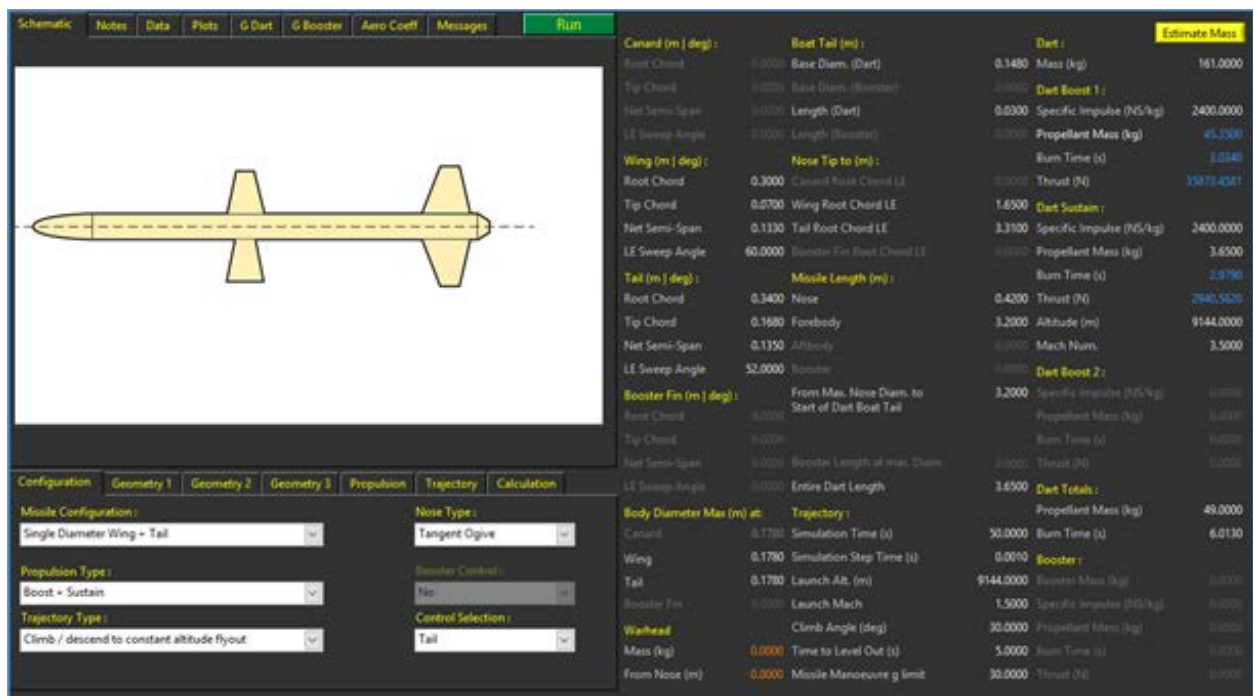 Schematic Notes Data Plots G Dart G Booster Aero Coeff Messages Run
Configuration Geometry 1 Geometry 2 Geometry 3 Propulsion Trajectory Calculation
Missile Configuration :
Single Diameter Wing + Tail
Nose Type :
Tangent Ogive
Propulsion Type :
Boost + Sustain
Booster Control :
No
Trajectory Type :
Climb / descend to constant altitude flyout
Control Selection :
Tail
Canard (m | deg) :
Root Chord 0.0000
Tip Chord 0.0000
Net Semi-Span 0.0000
LE Sweep Angle 0.0000
Wing (m | deg) :
Root Chord 0.3000
Tip Chord 0.0700
Net Semi-Span 0.1330
LE Sweep Angle 60.0000
Tail (m | deg) :
Root Chord 0.3400
Tip Chord 0.1680
Net Semi-Span 0.1350
LE Sweep Angle 52.0000
Booster Fin (m | deg) :
Root Chord 0.0000
Tip Chord 0.0000
Net Semi-Span 0.0000
LE Sweep Angle 0.0000
Body Diameter Max (m) at:
Canard 0.1780
Wing 0.1780
Tail 0.1780
Booster Fin 0.0000
Warhead
Mass (kg) 0.0000
From Nose (m) 0.0000
Boat Tail (m) :
Base Diam. (Dart) 0.1480
Base Diam. (Booster) 0.0000
Length (Dart) 0.0300
Length (Booster) 0.0000
Nose Tip to (m) :
Canard Root Chord LE 0.0000
Wing Root Chord LE 1.6500
Tail Root Chord LE 3.3100
Booster Fin Root Chord LE 0.0000
Missile Length (m) :
Nose 0.4200
Forebody 3.2000
Aftbody 0.0000
Booster 0.0000
From Max. Nose Diam. to 3.2000
Start of Dart Boat Tail
Booster Length at max. Diam. 0.0000
Entire Dart Length 3.6500
Trajectory :
Simulation Time (s) 50.0000
Simulation Step Time (s) 0.0010
Launch Alt. (m) 9144.0000
Launch Mach 1.5000
Climb Angle (deg) 30.0000
Time to Level Out (s) 5.0000
Missile Manoeuvre g limit 30.0000
Estimate Mass
Dart :
Mass (kg) 161.0000
Dart Boost 1 :
Specific Impulse (NS/kg) 2400.0000
Propellant Mass (kg) 45.3500
Burn Time (s) 3.0340
Thrust (N) 35873.4581
Dart Sustain :
Specific Impulse (NS/kg) 2400.0000
Propellant Mass (kg) 3.6500
Burn Time (s) 2.9790
Thrust (N) 2940.5820
Altitude (m) 9144.0000
Mach Num. 3.5000
Dart Boost 2 :
Specific Impulse (NS/kg) 0.0000
Propellant Mass (kg) 0.0000
Burn Time (s) 0.0000
Thrust (N) 0.0000
Dart Totals :
Propellant Mass (kg) 49.0000
Burn Time (s) 6.0130
Booster :
Booster Mass (kg) 0.0000
Specific Impulse (NS/kg) 0.0000
Propellant Mass (kg) 0.0000
Burn Time (s) 0.0000
Thrust (N) 0.0000